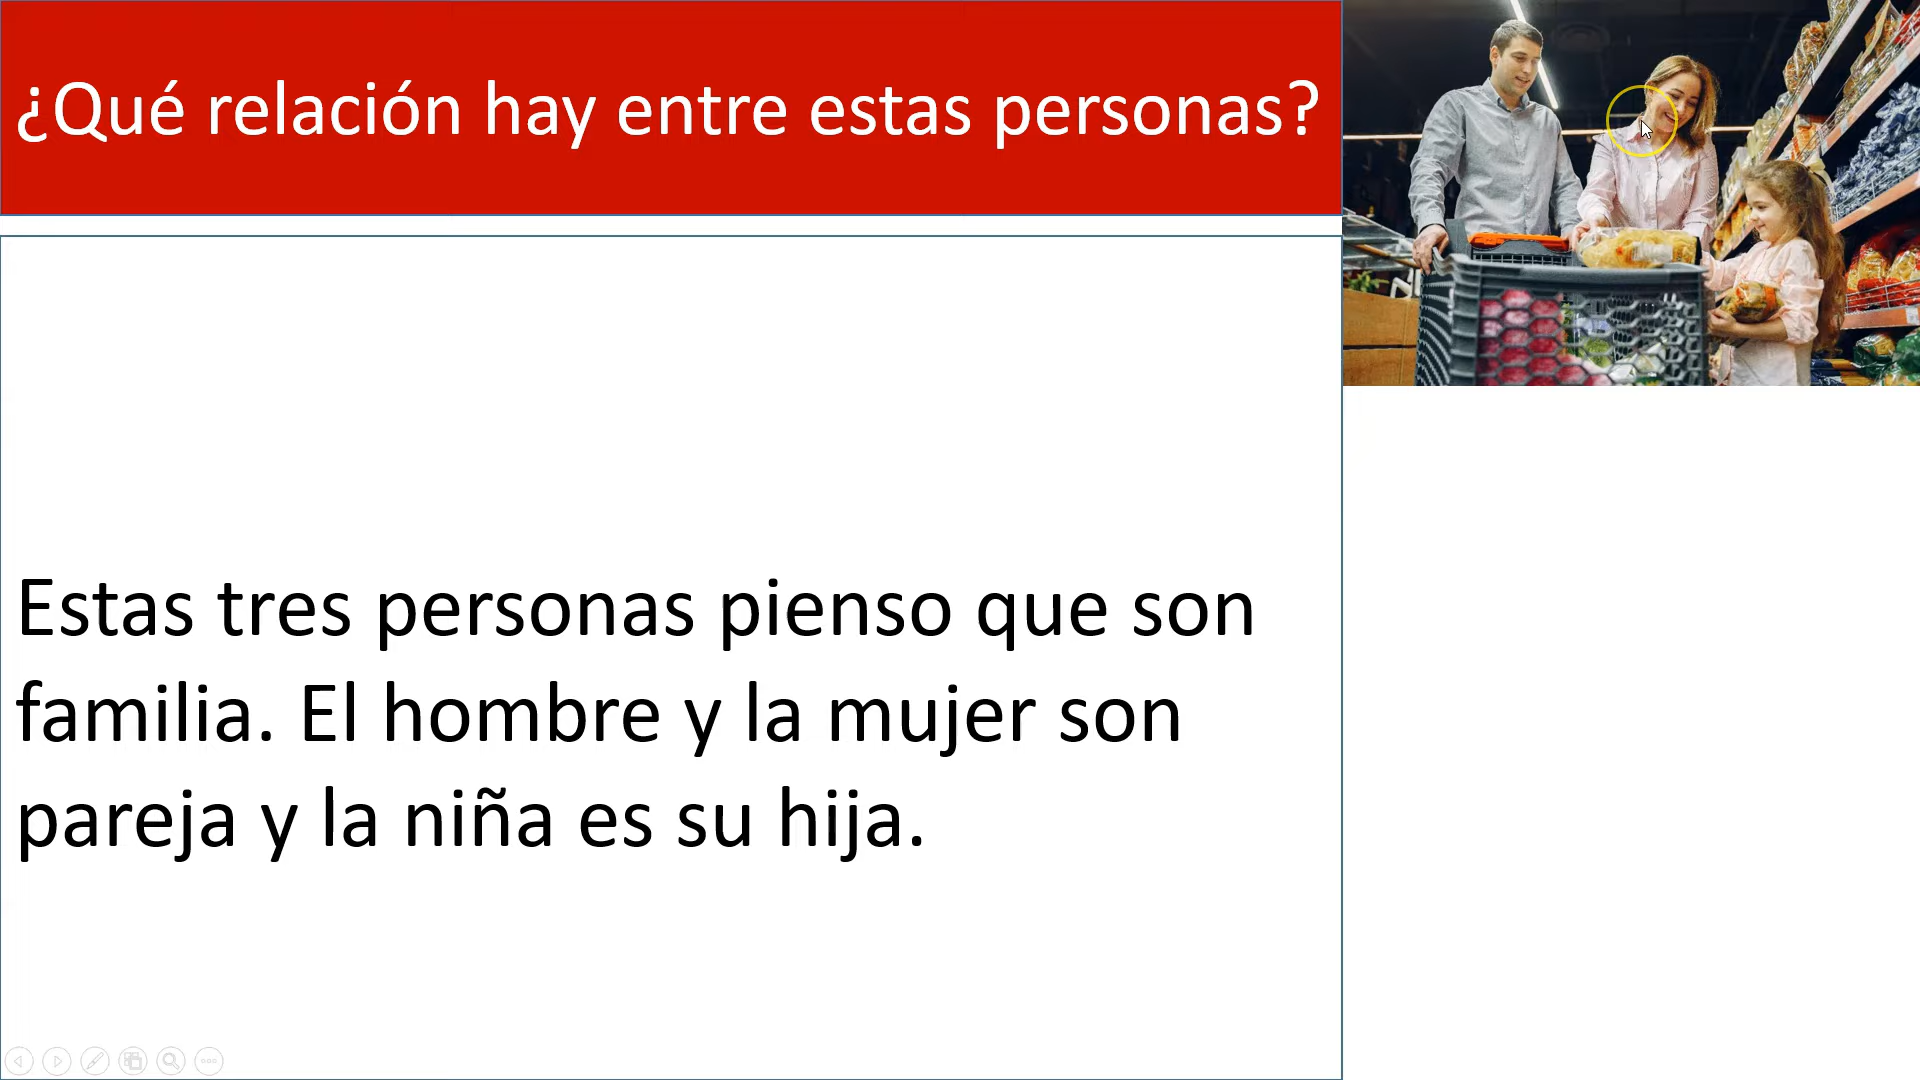 ¿Qué relación hay entre estas personas?
Estas tres personas pienso que son
familia. El hombre y la mujer son
pareja y la niña es su hija.